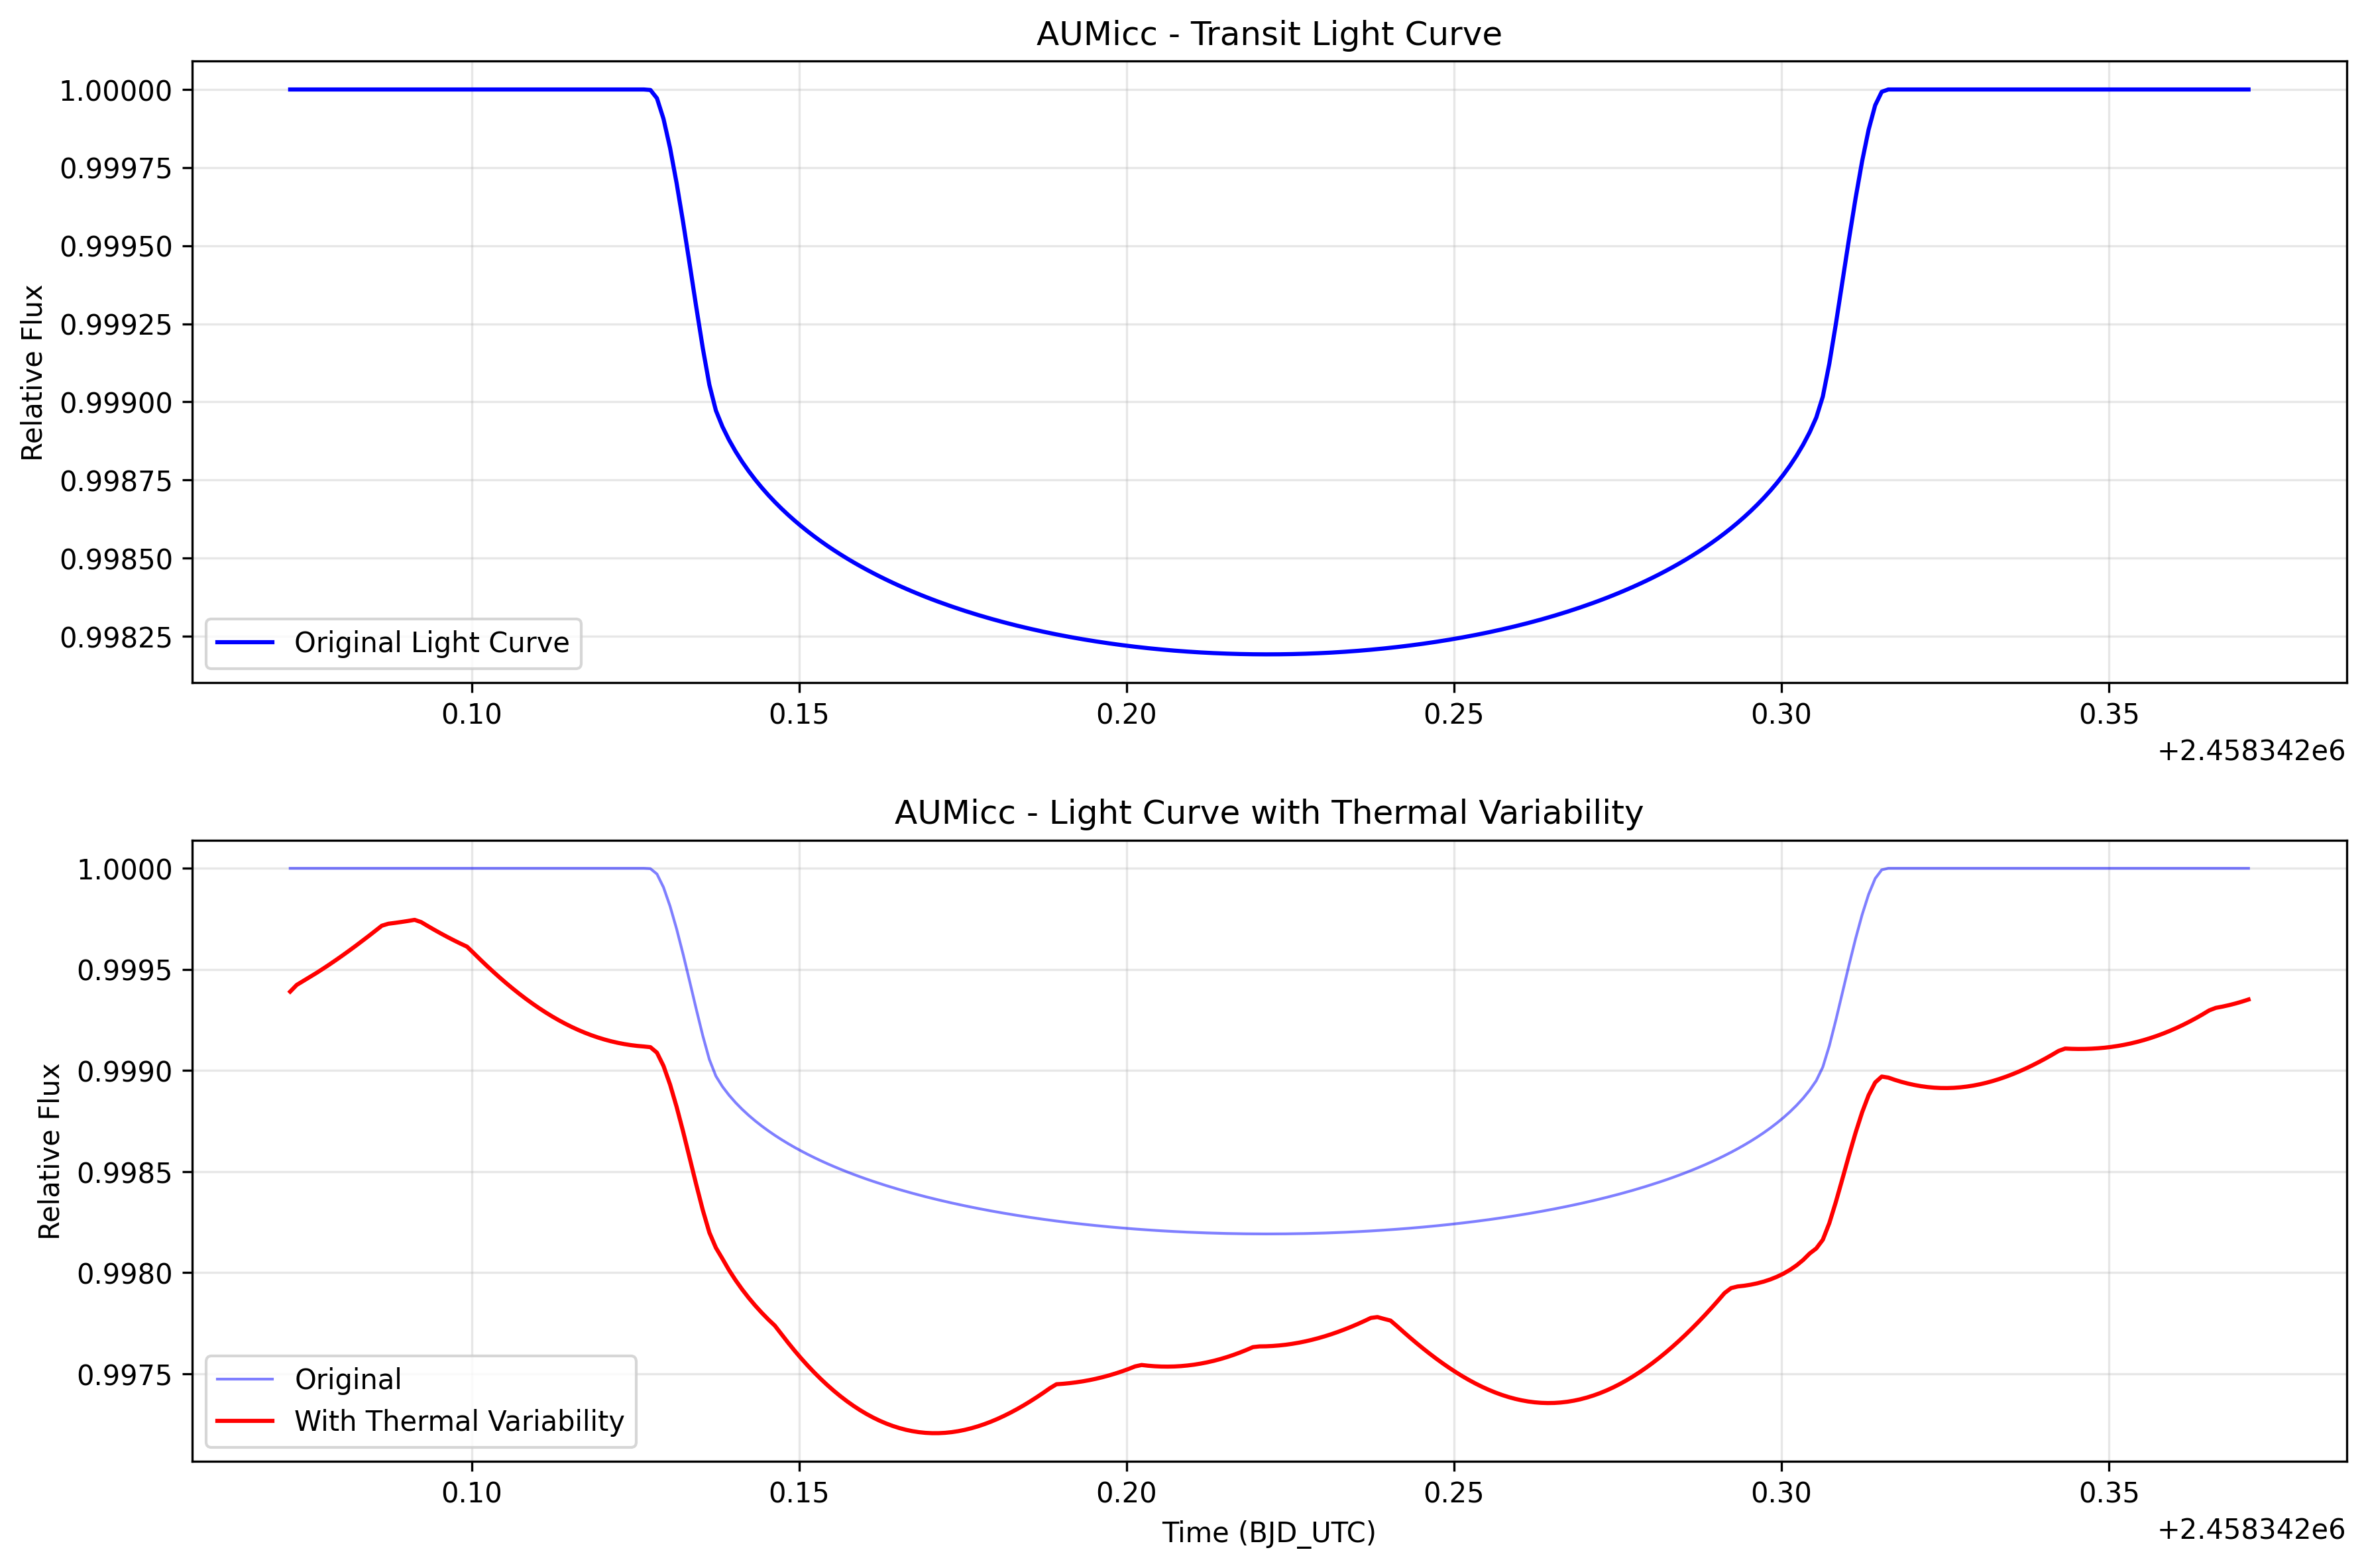 AUMicc - Transit Light Curve
Relative Flux
1.00000
0.99975
0.99950
0.99925
0.99900
0.99875
0.99850
0.99825
Original Light Curve
0.10 0.15 0.20 0.25 0.30 0.35
+2.458342e6
AUMicc - Light Curve with Thermal Variability
Relative Flux
1.0000
0.9995
0.9990
0.9985
0.9980
0.9975
Original
With Thermal Variability
0.10 0.15 0.20 0.25 0.30 0.35
Time (BJD_UTC)
+2.458342e6